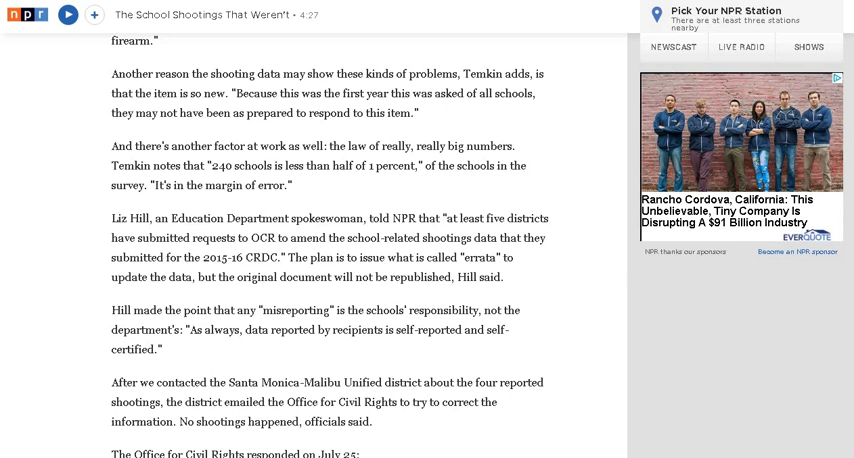 npr
The School Shootings That Weren't • 4:27
Pick Your NPR Station
There are at least three stations
nearby
NEWSCAST
LIVE RADIO
SHOWS
firearm."
Another reason the shooting data may show these kinds of problems, Temkin adds, is
that the item is so new. "Because this was the first year this was asked of all schools,
they may not have been as prepared to respond to this item."
And there's another factor at work as well: the law of really, really big numbers.
Temkin notes that "240 schools is less than half of 1 percent," of the schools in the
survey. "It's in the margin of error."
Liz Hill, an Education Department spokeswoman, told NPR that "at least five districts
have submitted requests to OCR to amend the school-related shootings data that they
submitted for the 2015-16 CRDC." The plan is to issue what is called "errata" to
update the data, but the original document will not be republished, Hill said.
Hill made the point that any "misreporting" is the schools' responsibility, not the
department's: "As always, data reported by recipients is self-reported and self-
certified."
After we contacted the Santa Monica-Malibu Unified district about the four reported
shootings, the district emailed the Office for Civil Rights to try to correct the
information. No shootings happened, officials said.
The Office for Civil Rights responded on July 25:
Rancho Cordova, California: This
Unbelievable, Tiny Company Is
Disrupting A $91 Billion Industry
EVERQUOTE
NPR thanks our sponsors
Become an NPR sponsor